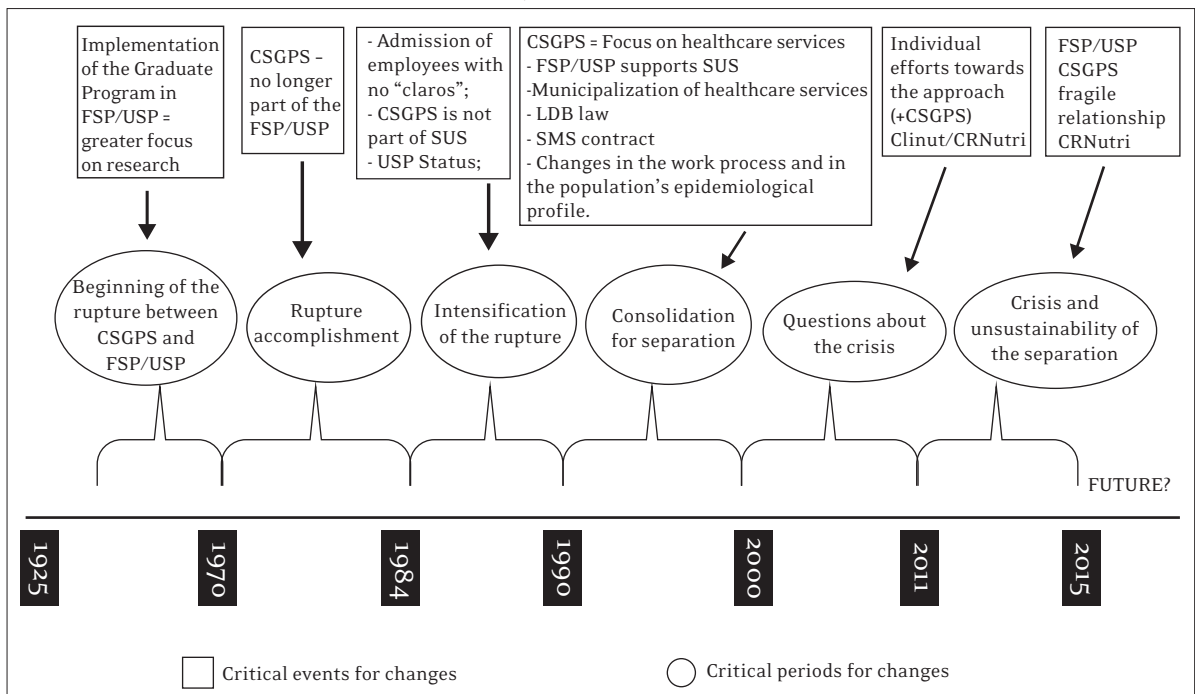 Implementation
of the Graduate
Program in
FSP/USP =
greater focus
on research
CSGPS –
no longer
part of the
FSP/USP
- Admission of
employees with
no “claros”;
- CSGPS is not
part of SUS
- USP Status;
CSGPS = Focus on healthcare services
- FSP/USP supports SUS
-Municipalization of healthcare services
- LDB law
- SMS contract
- Changes in the work process and in
the population’s epidemiological
profile.
Individual
efforts towards
the approach
(+CSGPS)
Clinut/CRNutri
FSP/USP
CSGPS
fragile
relationship
CRNutri
Beginning of the
rupture between
CSGPS and
FSP/USP
Rupture
accomplishment
Intensification
of the rupture
Consolidation
for separation
Questions about
the crisis
Crisis and
unsustainability of
the separation
FUTURE?
1925
1970
1984
1990
2000
2011
2015
Critical events for changes
Critical periods for changes